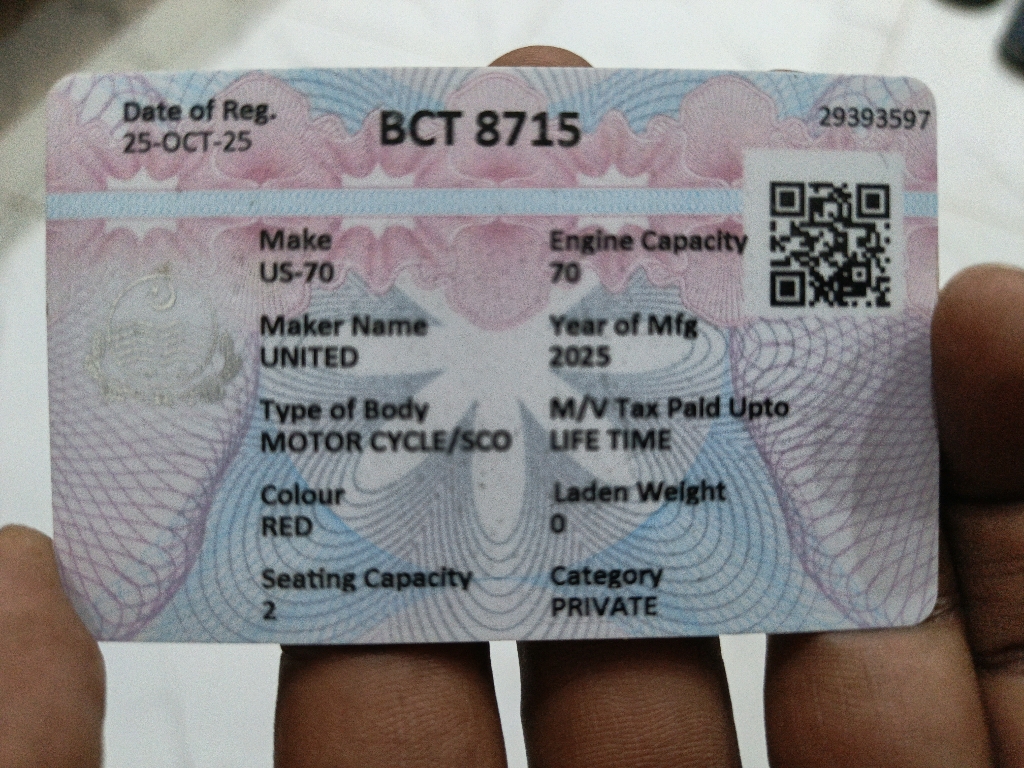 Date of Reg.
25-OCT-25
BCT 8715
29393597
Make
US-70
Engine Capacity
70
Maker Name
UNITED
Year of Mfg
2025
Type of Body
MOTOR CYCLE/SCO
M/V Tax Paid Upto
LIFE TIME
Colour
RED
Laden Weight
0
Seating Capacity
2
Category
PRIVATE